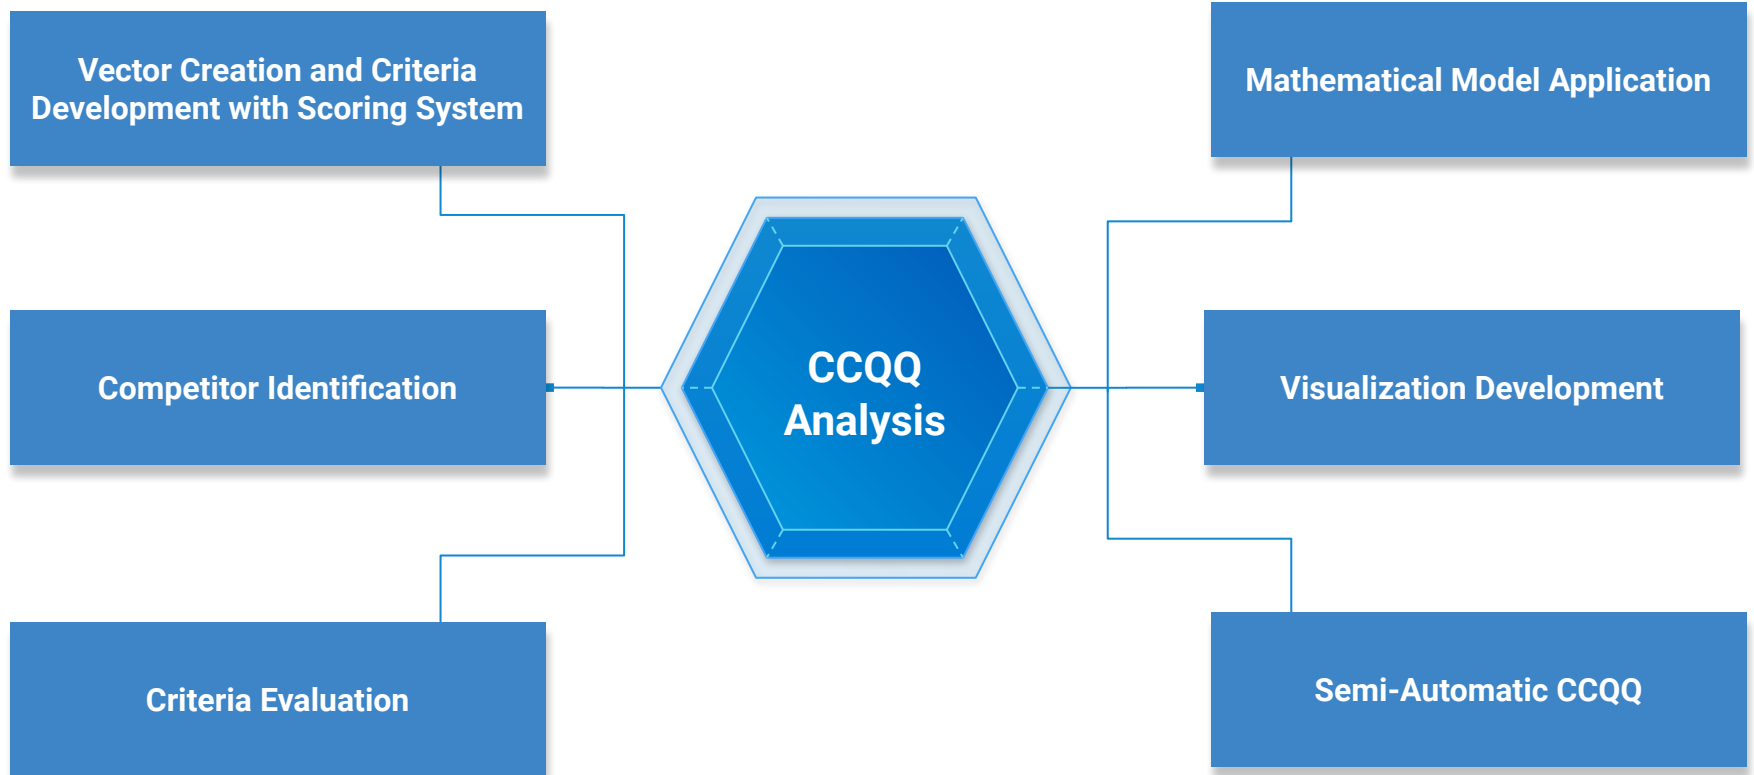 Vector Creation and Criteria
Development with Scoring System
Competitor Identification
Criteria Evaluation
CCQQ
Analysis
Mathematical Model Application
Visualization Development
Semi-Automatic CCQQ